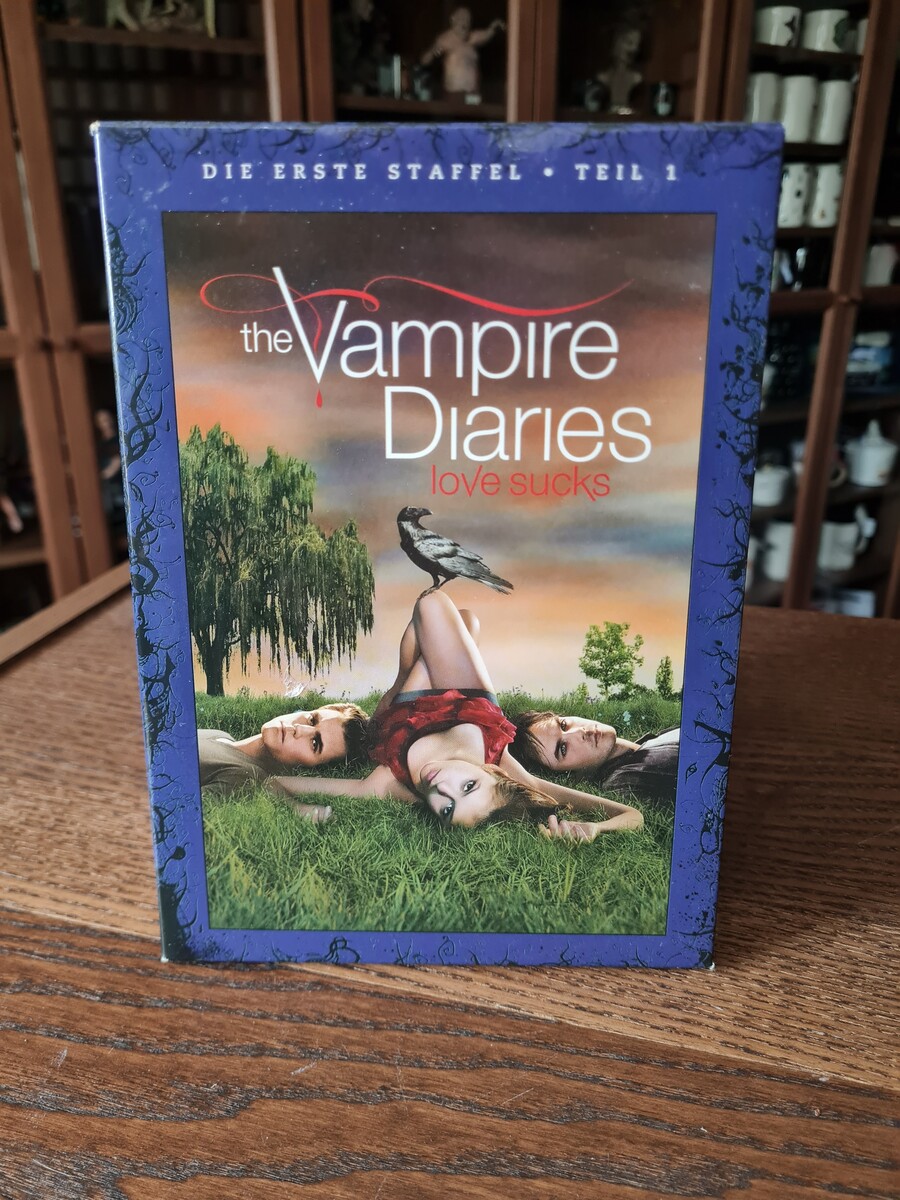 DIE ERSTE STAFFEL • TEIL 1
the Vampire
Diaries
love sucks